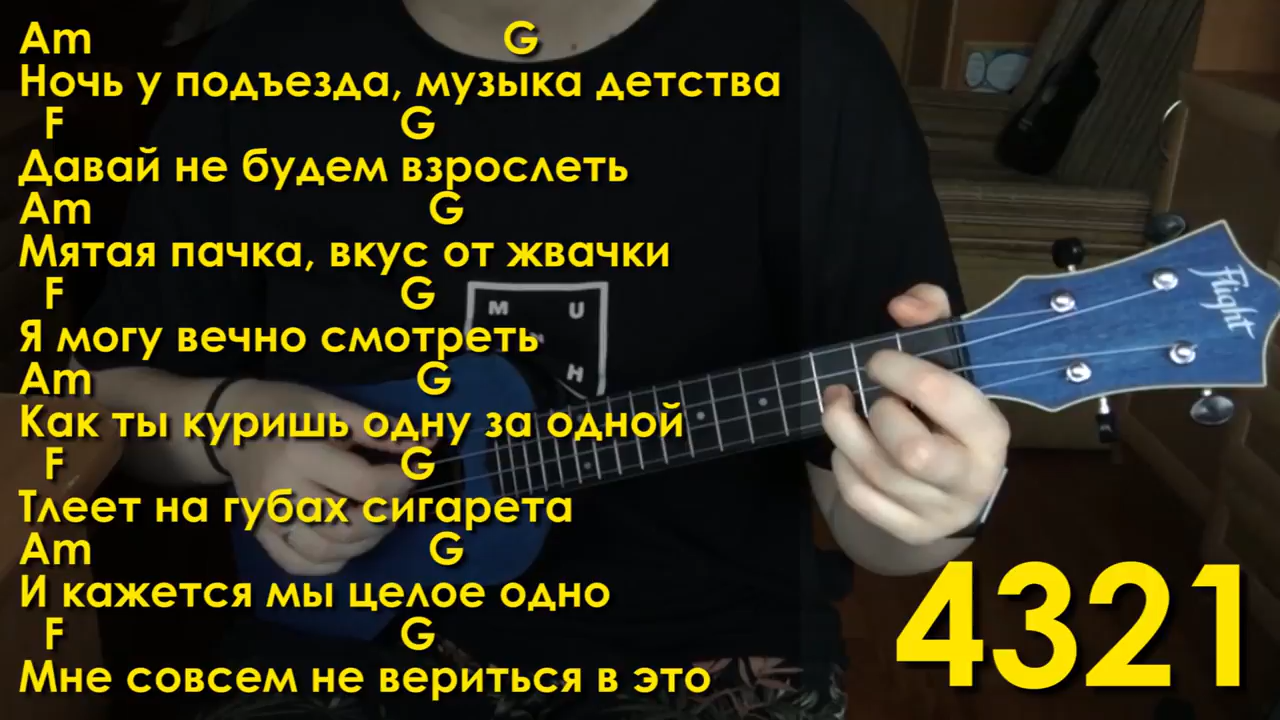 Am G
Ночь у подъезда, музыка детства
F G
Давай не будем взрослеть
Am G
Мятая пачка, вкус от жвачки
F G
Я могу вечно смотреть
Am G
Как ты куришь одну за одной
F G
Тлеет на губах сигарета
Am G
И кажется мы целое одно
F G
Мне совсем не вериться в это
4321
Flight
M U
H